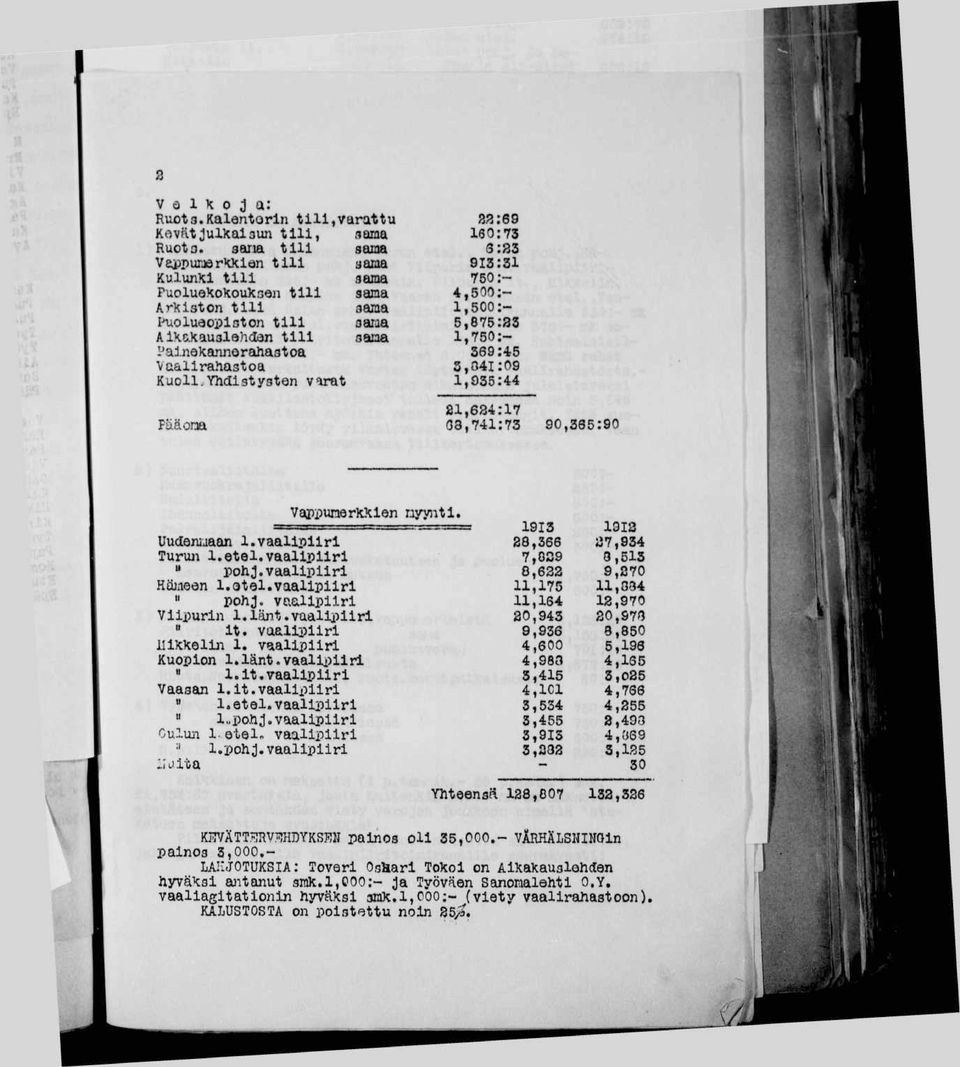 2
Velkoja:
Ruots.Kalenterin tili,varattu 22:69
Kevätjulkaisun tili, sama 160:73
Ruots. sama tili sama 6:23
Vappumerkkien tili sama 913:31
Kulunki tili sama 750:-
Puoluekokouksen tili sama 4,500:-
Arkiston tili sama 1,500:-
Puolueopiston tili sama 5,875:23
Aikakauslehden tili sama 1,750:-
Painokannerahastoa 369:45
Vaalirahastoa 3,841:09
Kuoll.Yhdistysten varat 1,935:44
21,624:17
Pääoma 68,741:73 90,365:90
Vappumerkkien myynti.
1913 1912
Uudenmaan l.vaalipiiri 28,366 27,934
Turun l.etel.vaalipiiri 7,829 8,513
" pohj.vaalipiiri 8,622 9,270
Hämeen l.etel.vaalipiiri 11,175 11,884
" pohj. vaalipiiri 11,164 12,970
Viipurin l.länt.vaalipiiri 20,943 20,978
" it. vaalipiiri 9,936 8,850
Mikkelin l. vaalipiiri 4,600 5,196
Kuopion l.länt.vaalipiiri 4,988 4,165
" l.it.vaalipiiri 3,415 3,025
Vaasan l.it.vaalipiiri 4,101 4,766
" l.etel.vaalipiiri 3,534 4,255
" l.pohj.vaalipiiri 3,455 2,498
Oulun l.etel. vaalipiiri 3,913 4,869
" l.pohj.vaalipiiri 3,282 3,125
Muita - 30
Yhteensä 128,807 132,326
KEVÄTTERVEHDYKSEN painos oli 35,000.- VÅRHÄLSNINGin
painos 3,000.-
LAHJOTUKSIA: Toveri Oskari Tokoi on Aikakauslehden
hyväksi antanut smk.1,000:- ja Työväen Sanomalehti O.Y.
vaaliagitationin hyväksi smk.1,000:- (viety vaalirahastoon).
KALUSTOSTA on poistettu noin 25%.